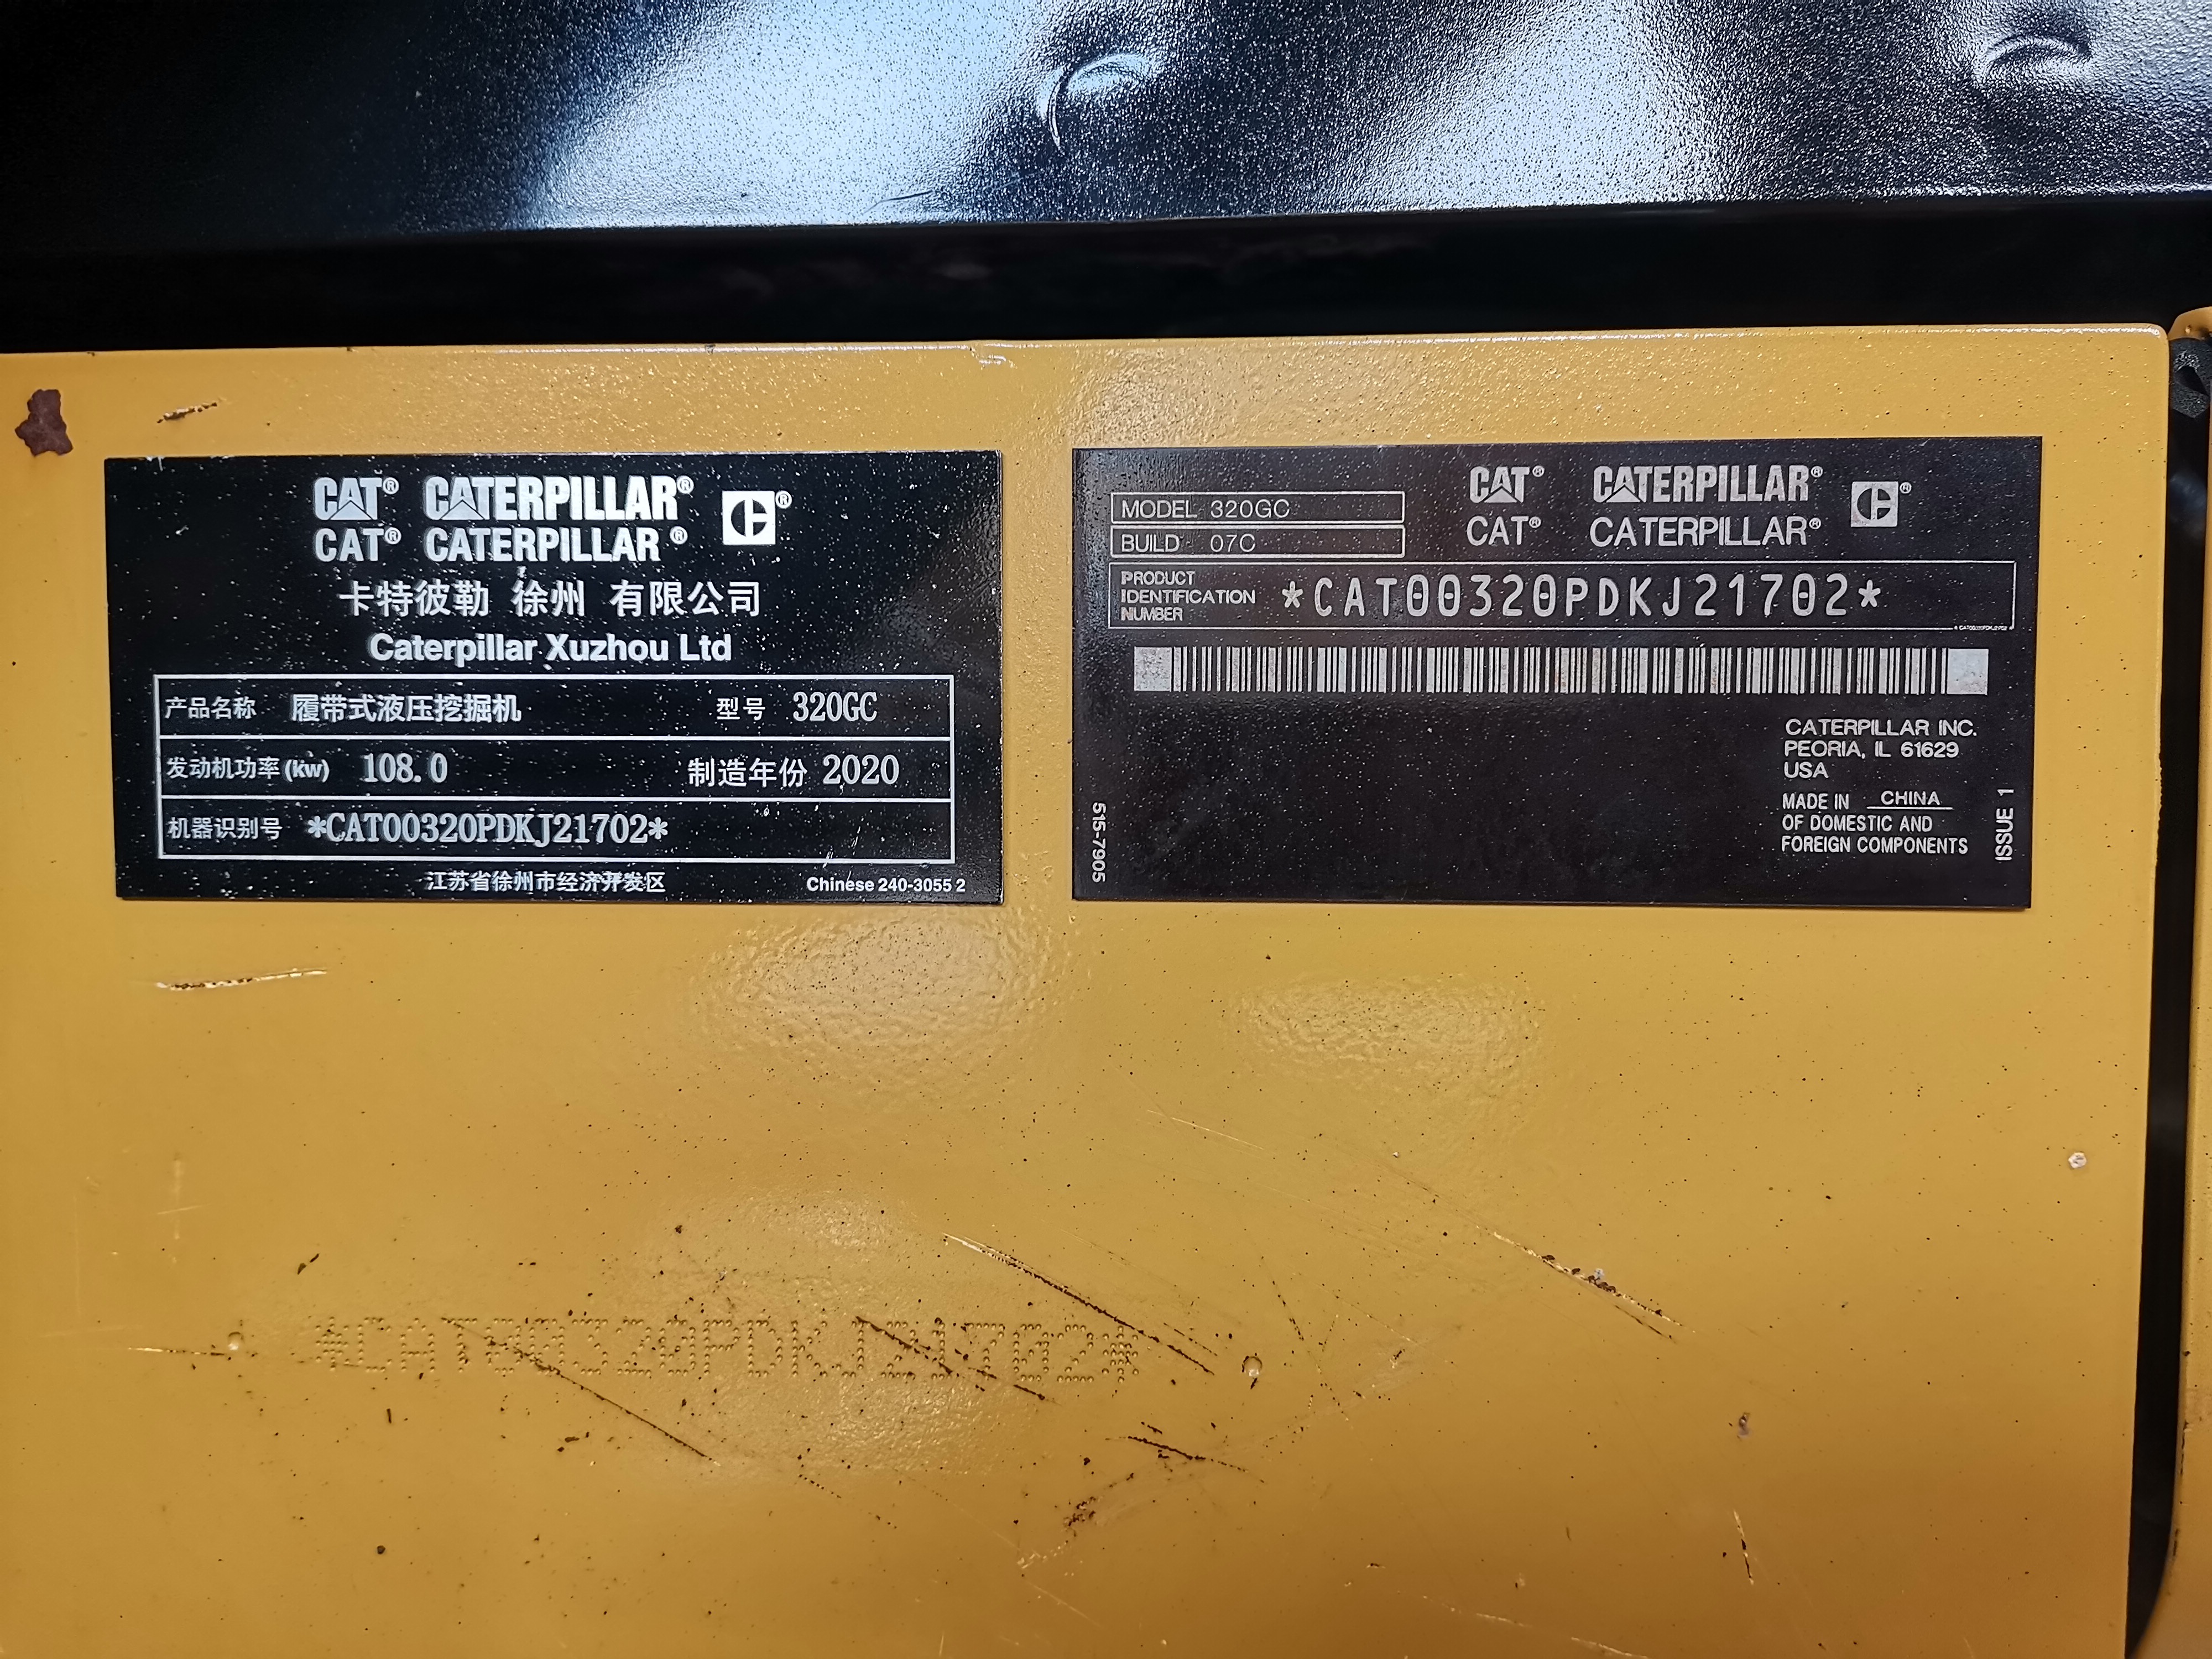 CAT® CATERPILLAR® ®
CAT® CATERPILLAR®
卡特彼勒 徐州 有限公司
Caterpillar Xuzhou Ltd
产品名称 履带式液压挖掘机 型号 320GC
发动机功率(kw) 108.0 制造年份 2020
机器识别号 *CAT00320PDKJ21702*
江苏省徐州市经济开发区 Chinese 240-3055 2
MODEL 320GC
BUILD 07C
CAT® CATERPILLAR® ®
CAT® CATERPILLAR®
PRODUCT
IDENTIFICATION
NUMBER
*CAT00320PDKJ21702*
*CAT00320PDKJ21702*
CATERPILLAR INC.
PEORIA, IL 61629
USA
MADE IN CHINA
OF DOMESTIC AND
FOREIGN COMPONENTS
515-7905
ISSUE 1
*CAT00320PDKJ21702*